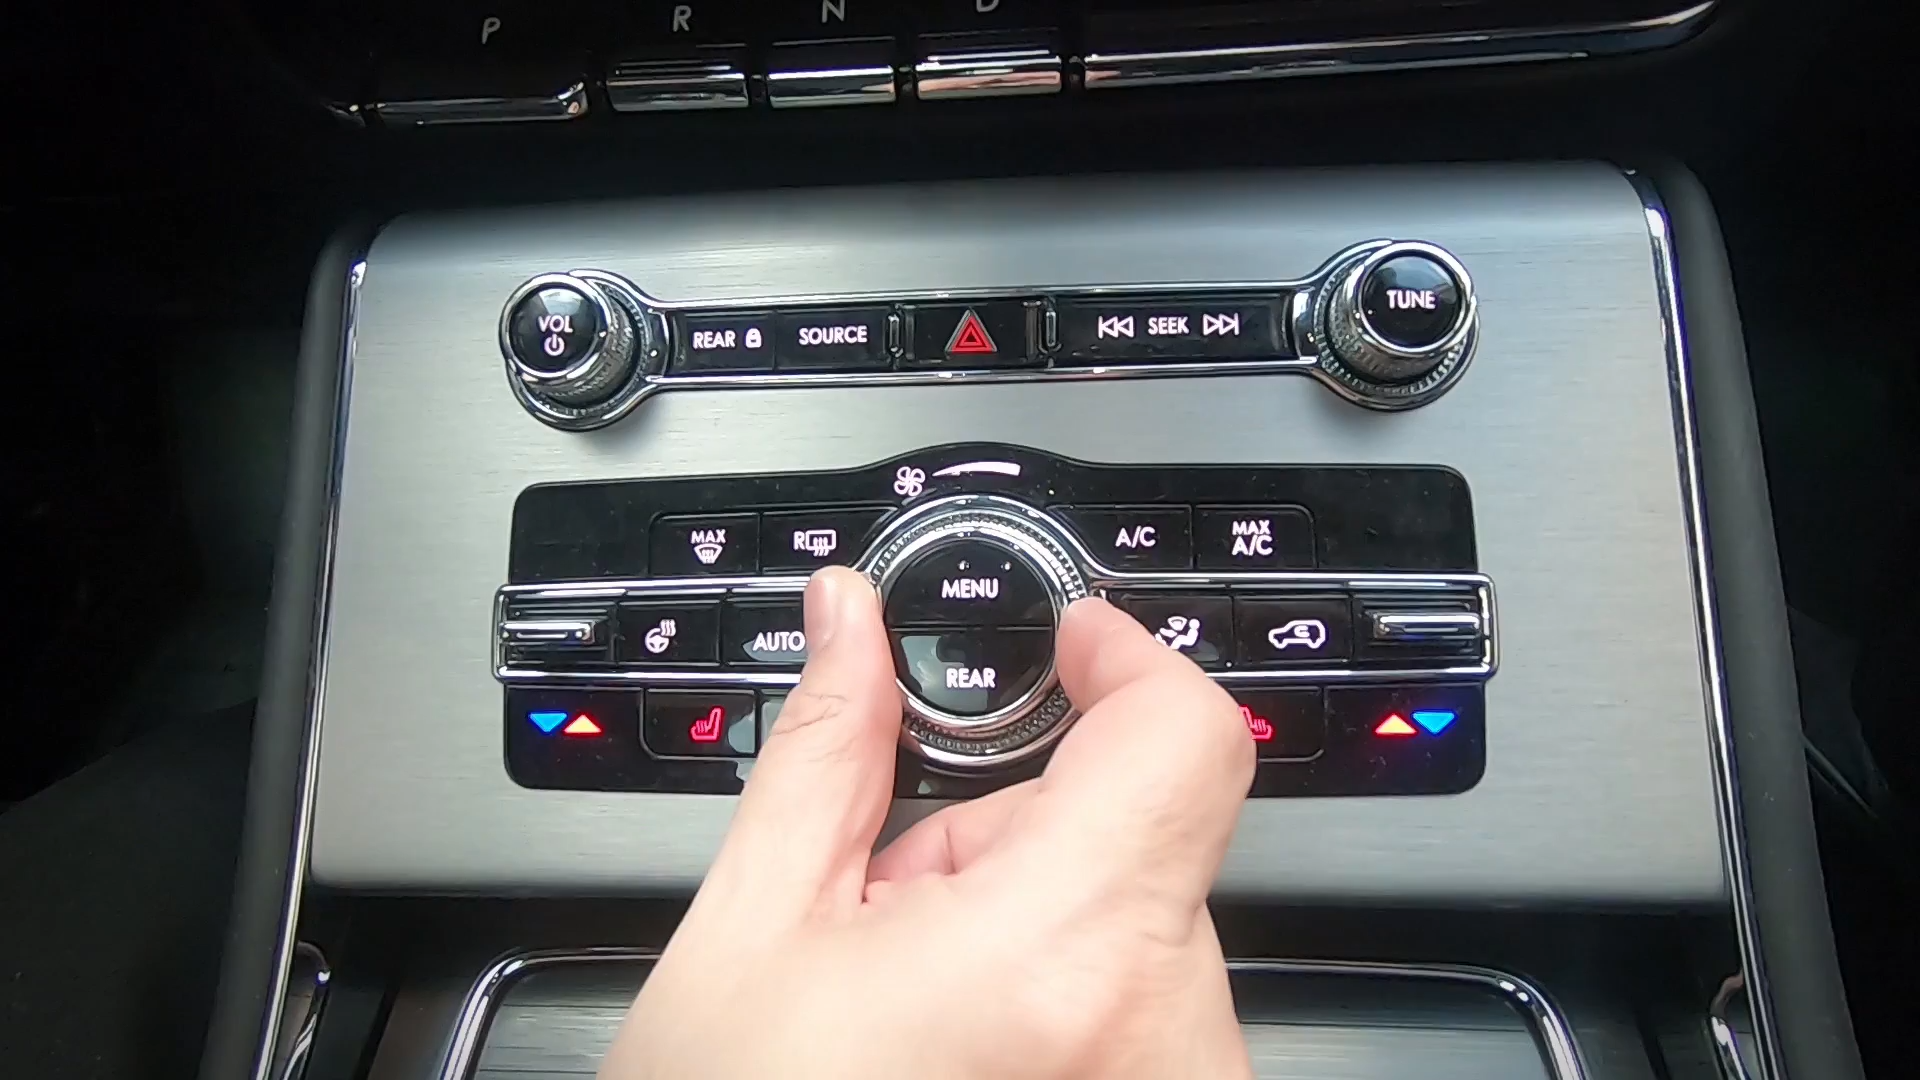 P R N D
VOL
REAR
SOURCE
SEEK
TUNE
MAX
R
A/C
MAX
A/C
MENU
AUTO
REAR